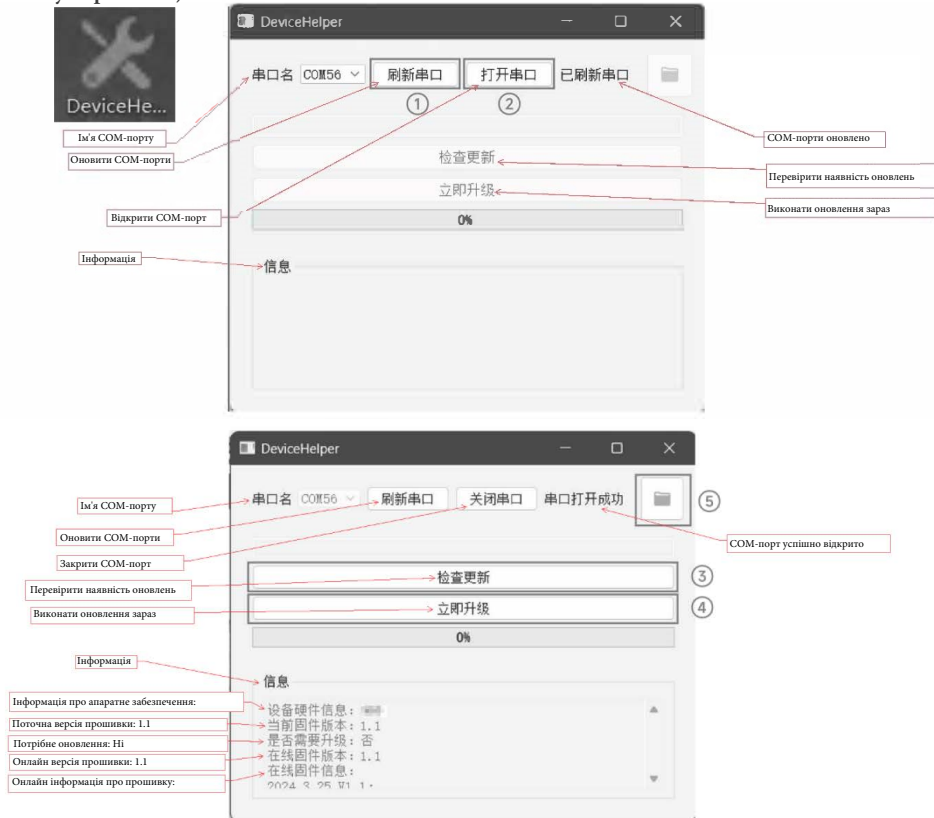 DeviceHelper
DeviceHe...
串口名 COM56 刷新串口 打开串口 已刷新串口
① ②
Ім'я COM-порту
Оновити COM-порти
COM-порти оновлено
检查更新
Перевірити наявність оновлень
立即升级
Виконати оновлення зараз
Відкрити COM-порт
0%
Інформація
信息
DeviceHelper
串口名 COM56 刷新串口 关闭串口 串口打开成功
⑤
Ім'я COM-порту
Оновити COM-порти
COM-порт успішно відкрито
Закрити COM-порт
检查更新
③
Перевірити наявність оновлень
立即升级
④
Виконати оновлення зараз
0%
Інформація
信息
Інформація про апаратне забезпечення:
设备硬件信息:
Поточна версія прошивки: 1.1
当前固件版本: 1.1
Потрібне оновлення: Ні
是否需要升级: 否
Онлайн версія прошивки: 1.1
在线固件版本: 1.1
Онлайн інформація про прошивку:
在线固件信息:
2024.3.25 V1.1: